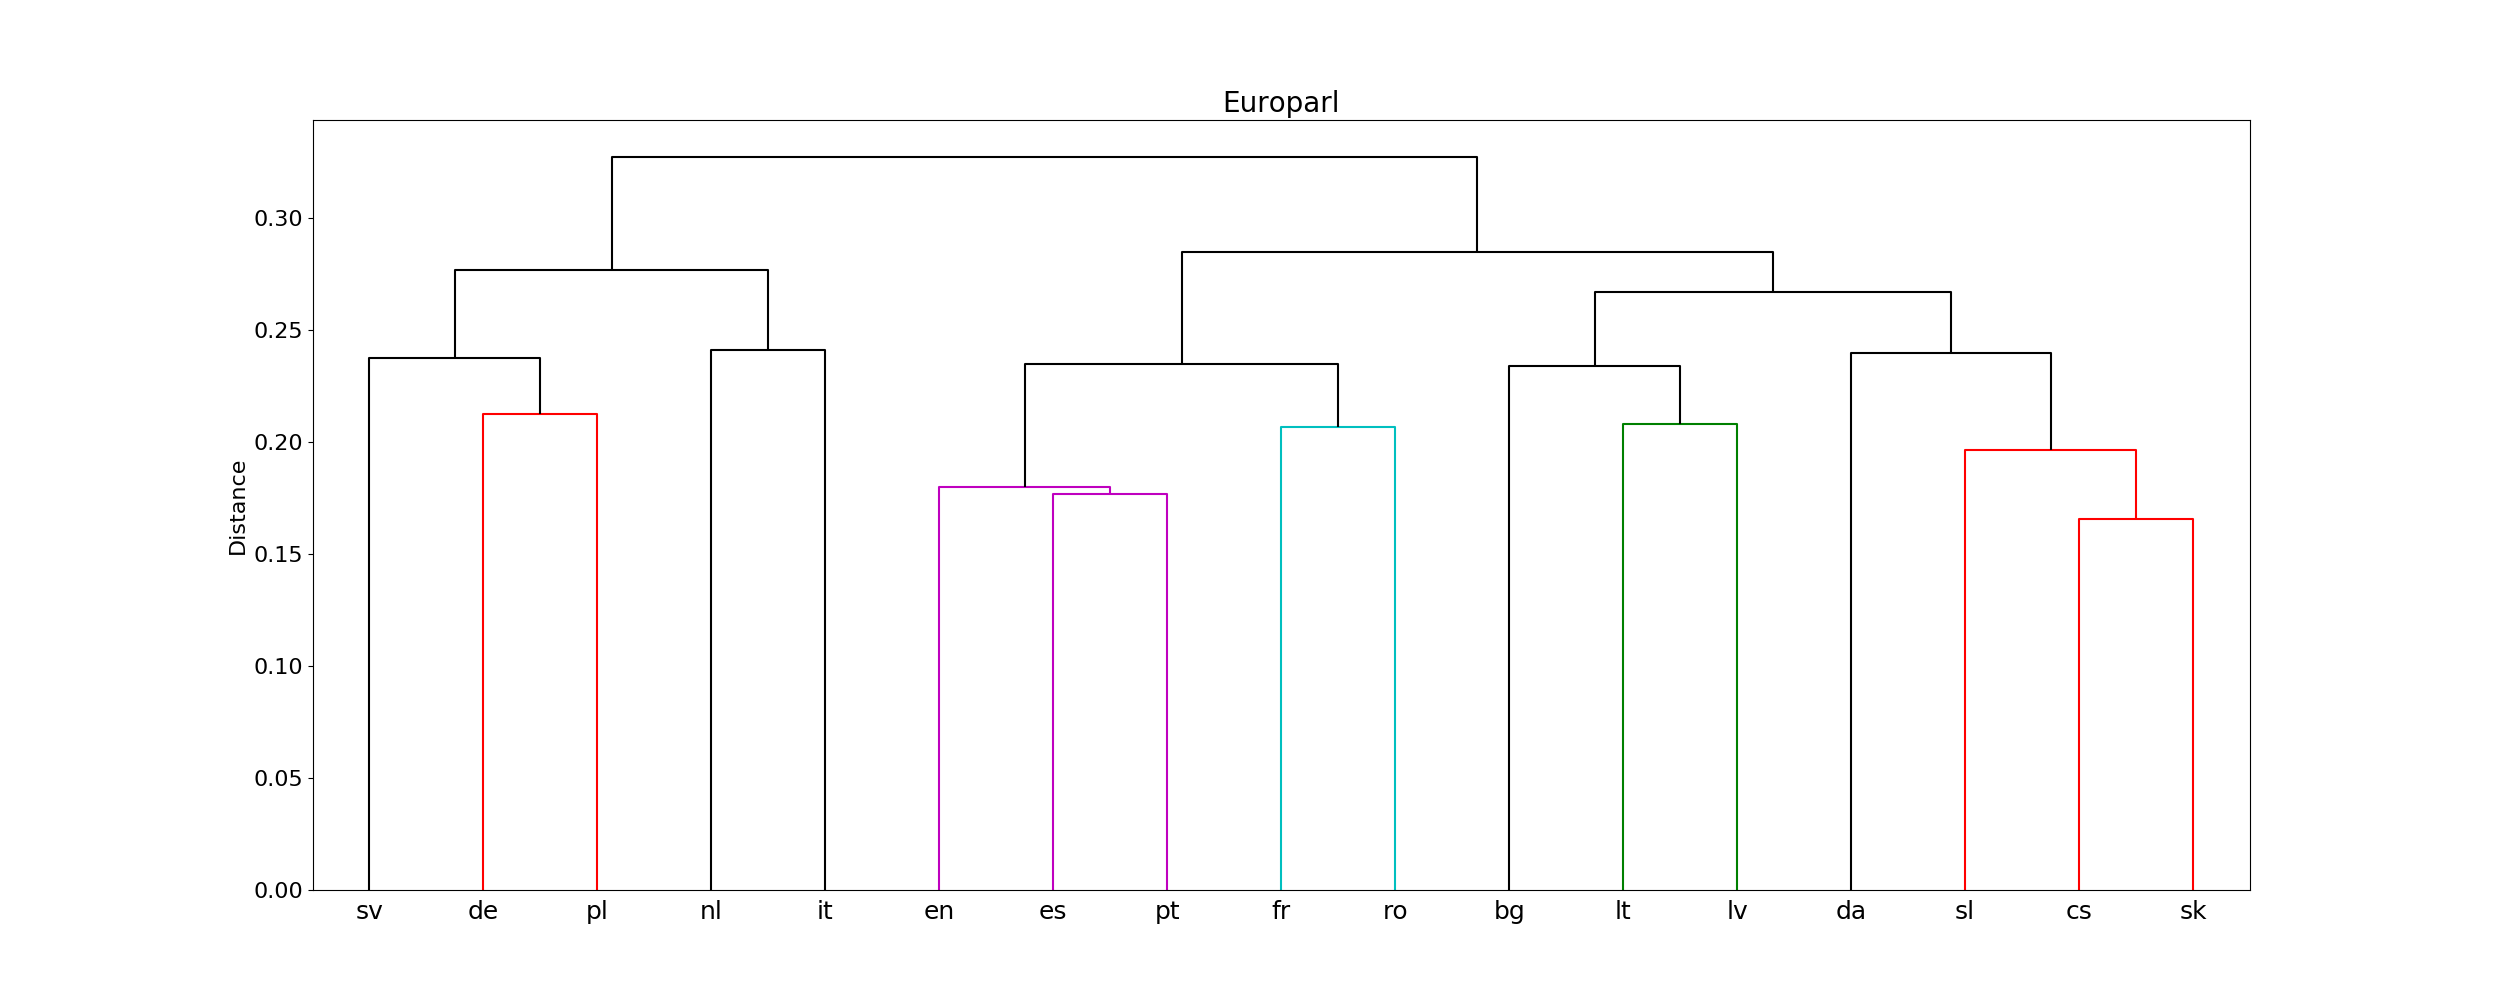 Europarl
Distance
0.30
0.25
0.20
0.15
0.10
0.05
0.00
sv de pl nl it en es pt fr ro bg lt lv da sl cs sk